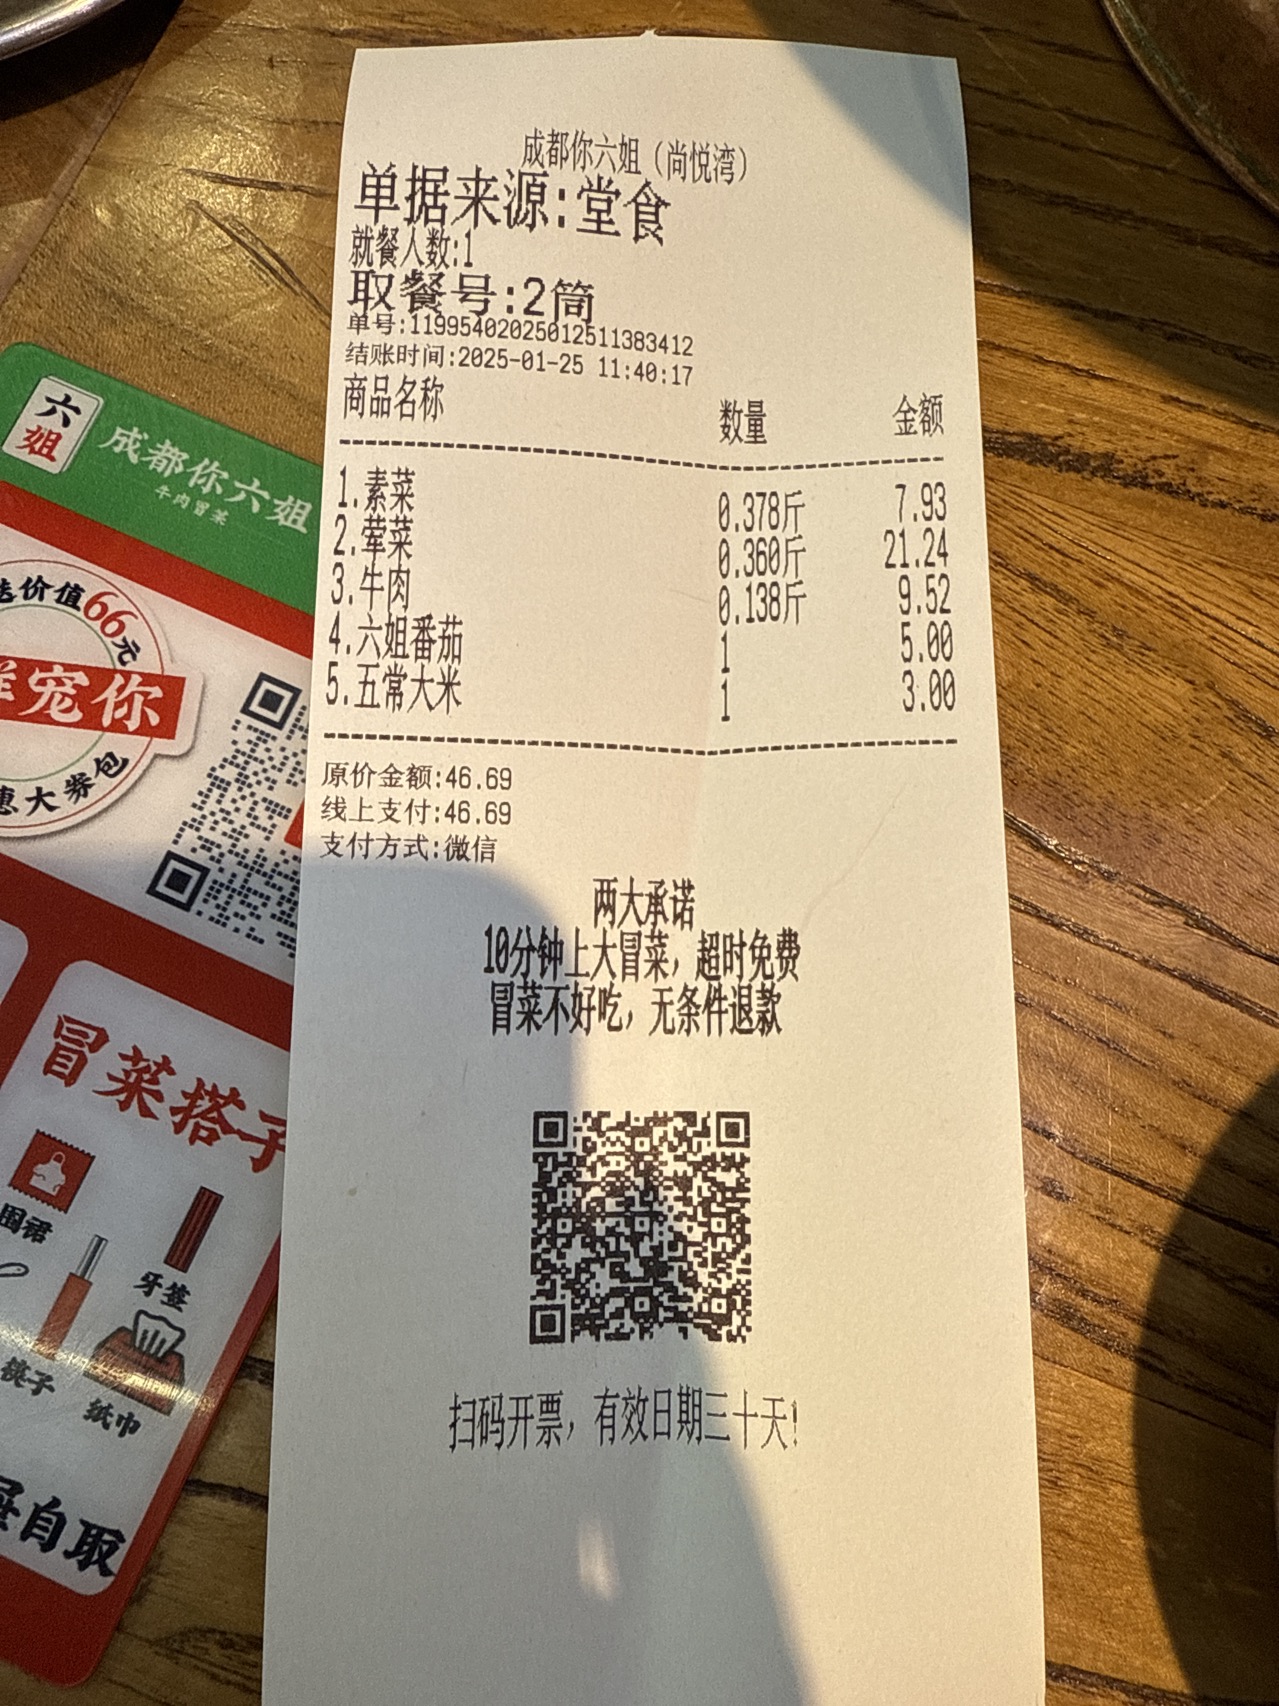 成都你六姐（尚悦湾）
单据来源:堂食
就餐人数:1
取餐号:2筒
单号:11995402025012511383412
结账时间:2025-01-25 11:40:17
商品名称 数量 金额
1.素菜 0.378斤 7.93
2.荤菜 0.360斤 21.24
3.牛肉 0.138斤 9.52
4.六姐番茄 1 5.00
5.五常大米 1 3.00
原价金额:46.69
线上支付:46.69
支付方式:微信
两大承诺
10分钟上大冒菜，超时免费
冒菜不好吃，无条件退款
扫码开票，有效日期三十天!
六姐
成都你六姐
牛肉冒菜
价值66元
宠你
大券包
冒菜搭子
围裙
牙签
筷子
纸巾
自取